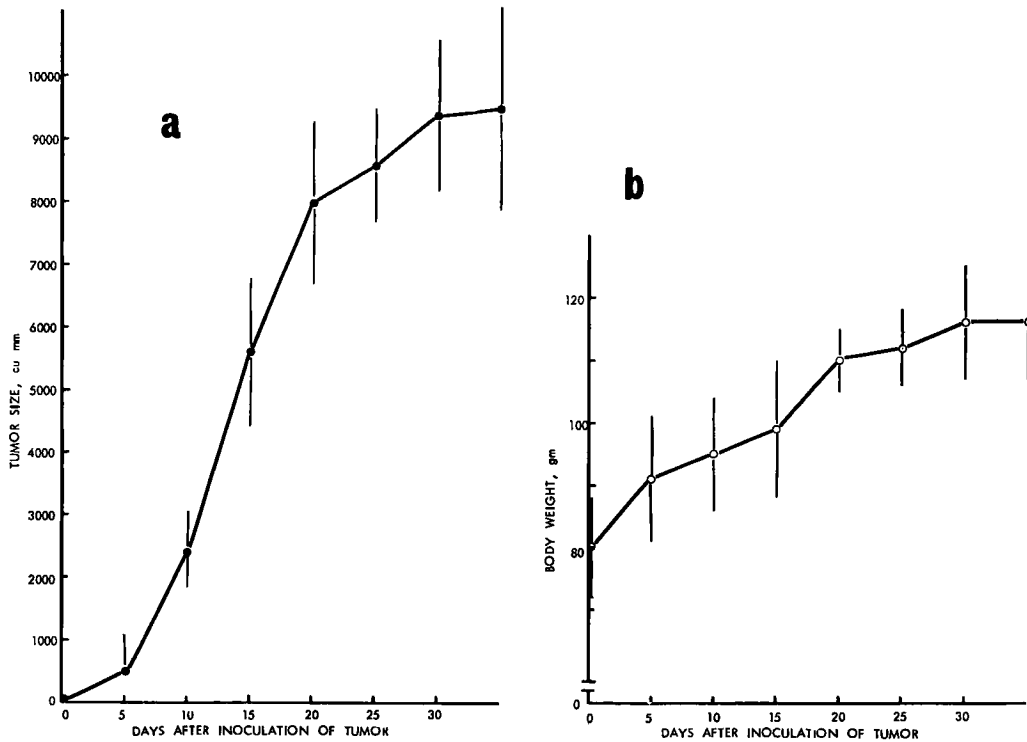 a
TUMOR SIZE, cu mm
10000
9000
8000
7000
6000
5000
4000
3000
2000
1000
0
0 5 10 15 20 25 30
DAYS AFTER INOCULATION OF TUMOR
b
BODY WEIGHT, gm
120
100
80
0
0 5 10 15 20 25 30
DAYS AFTER INOCULATION OF TUMOR